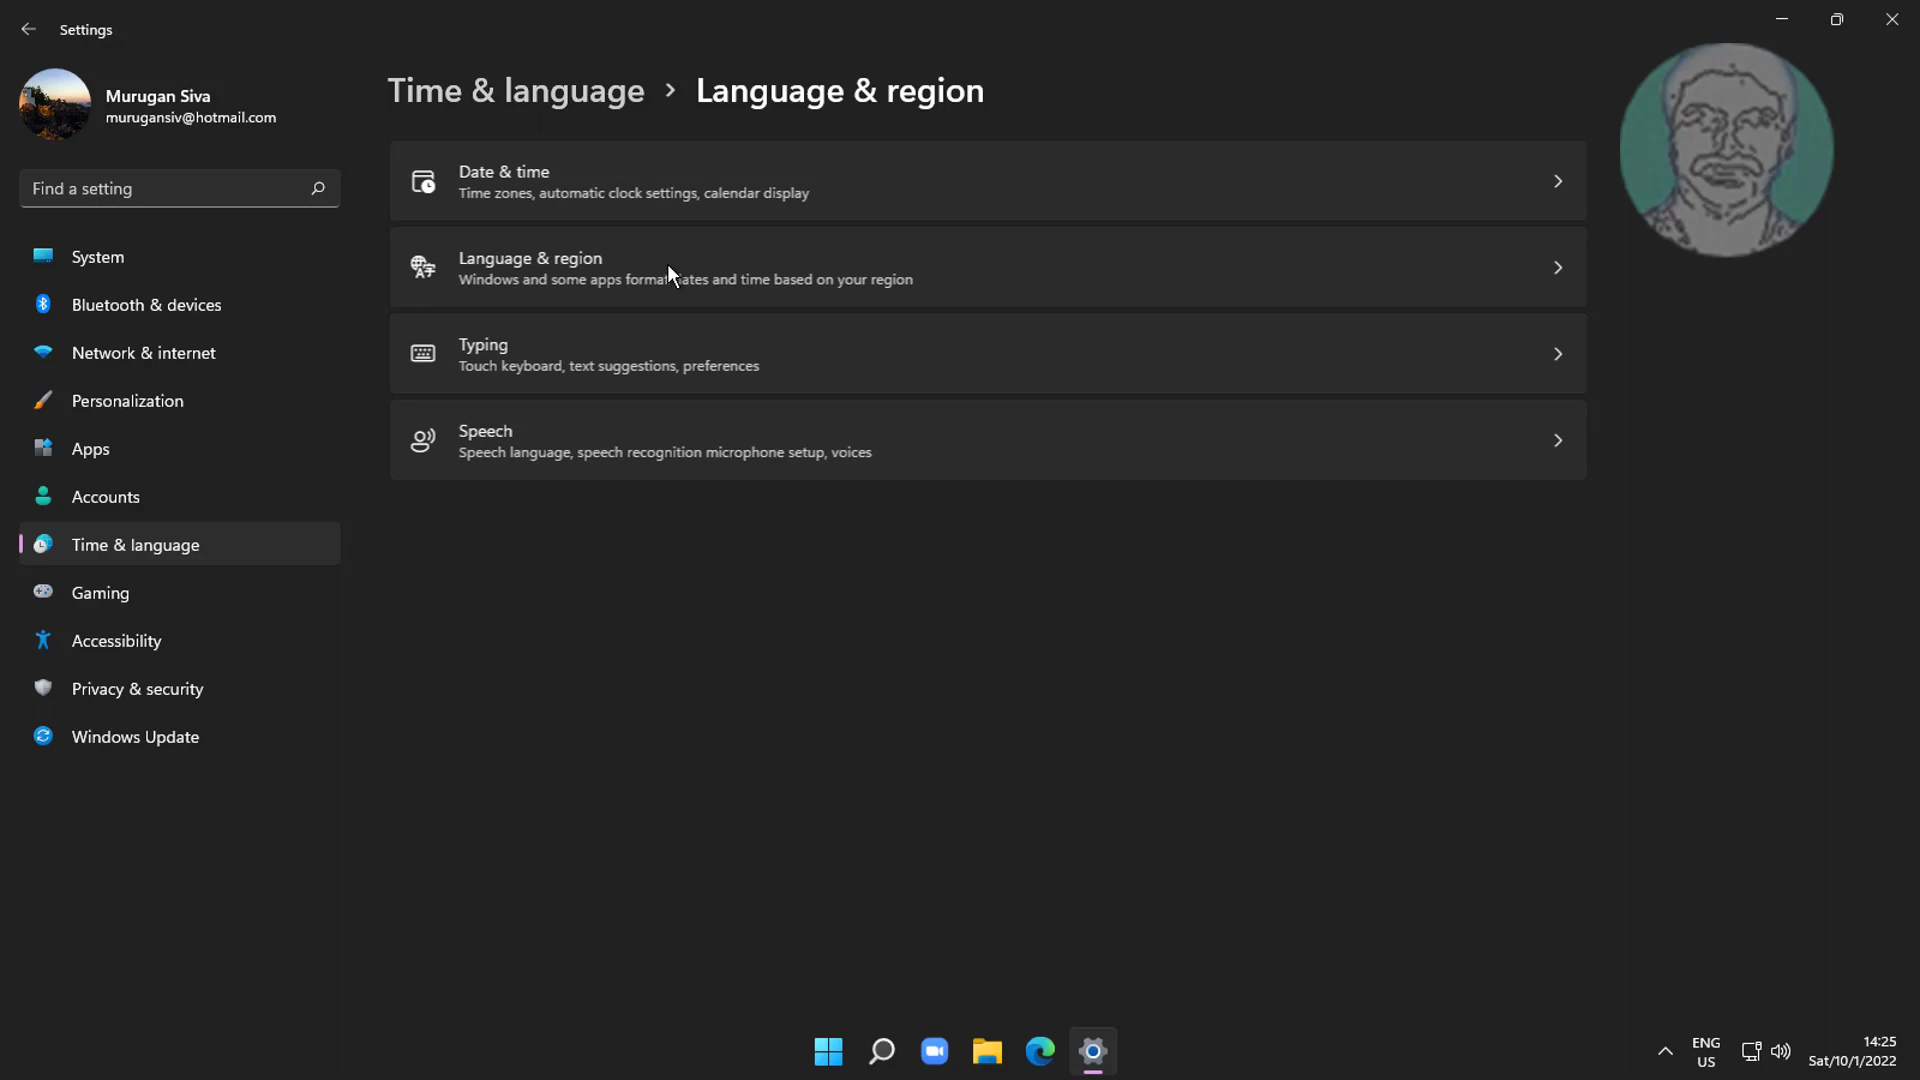 Settings
Murugan Siva
murugansiv@hotmail.com
Find a setting
System
Bluetooth & devices
Network & internet
Personalization
Apps
Accounts
Time & language
Gaming
Accessibility
Privacy & security
Windows Update
Time & language > Language & region
Date & time
Time zones, automatic clock settings, calendar display
Language & region
Windows and some apps format dates and time based on your region
Typing
Touch keyboard, text suggestions, preferences
Speech
Speech language, speech recognition microphone setup, voices
ENG
US
14:25
Sat/10/1/2022